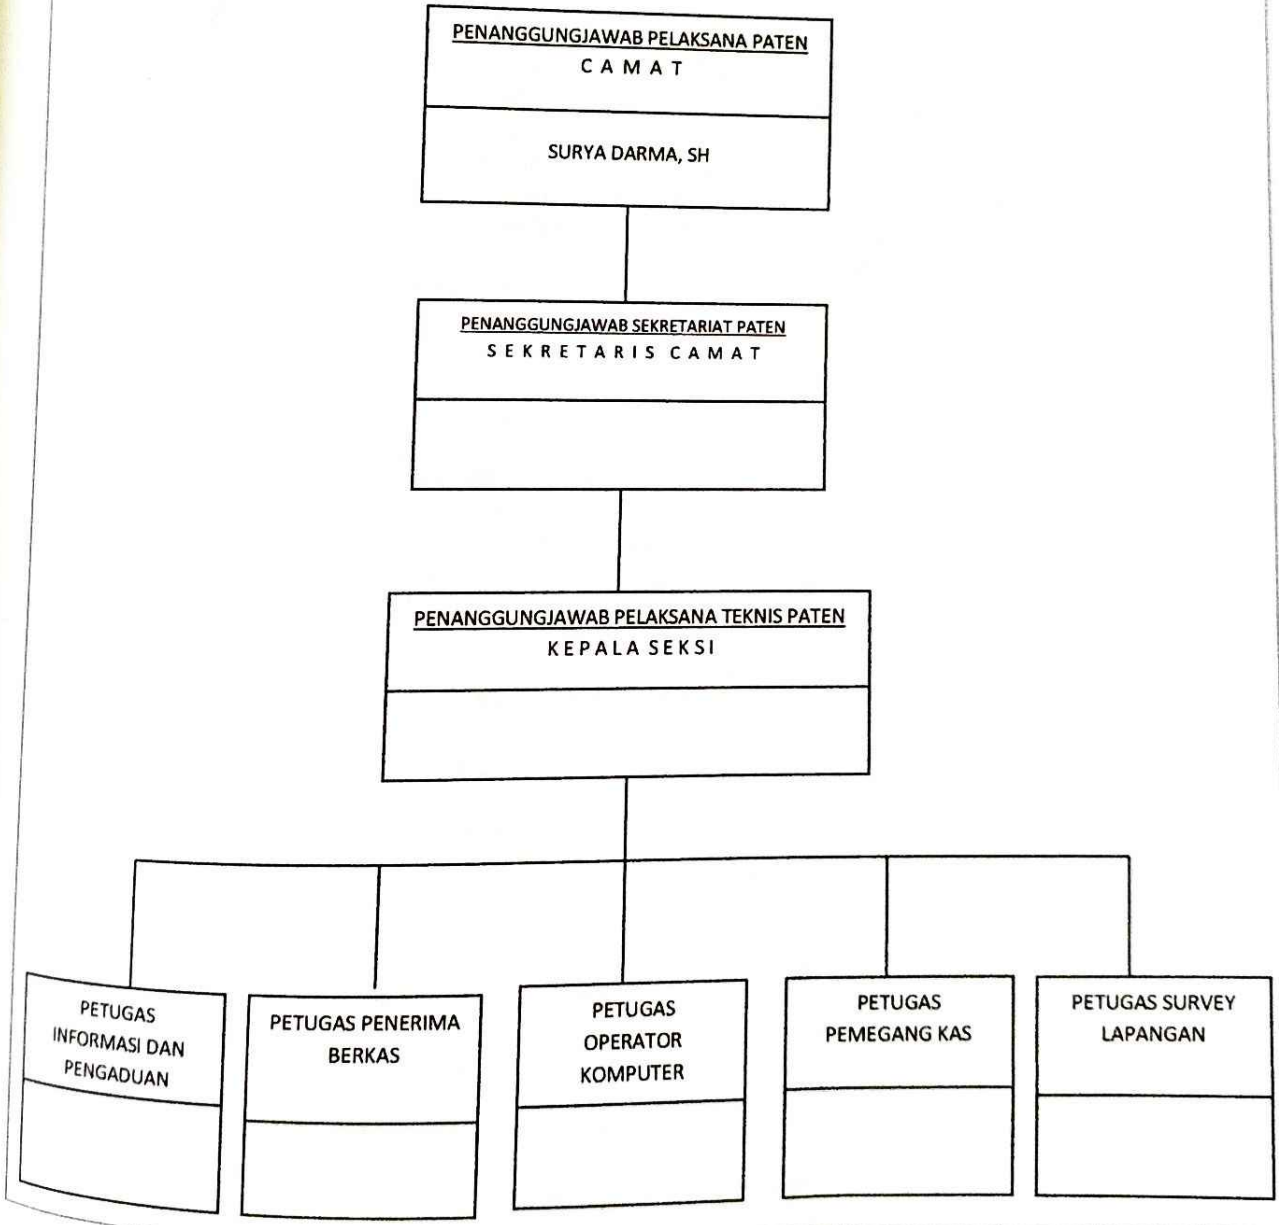 PENANGGUNGJAWAB PELAKSANA PATEN
C A M A T
SURYA DARMA, SH
PENANGGUNGJAWAB SEKRETARIAT PATEN
S E K R E T A R I S C A M A T
PENANGGUNGJAWAB PELAKSANA TEKNIS PATEN
K E P A L A S E K S I
PETUGAS
INFORMASI DAN
PENGADUAN
PETUGAS PENERIMA
BERKAS
PETUGAS
OPERATOR
KOMPUTER
PETUGAS
PEMEGANG KAS
PETUGAS SURVEY
LAPANGAN